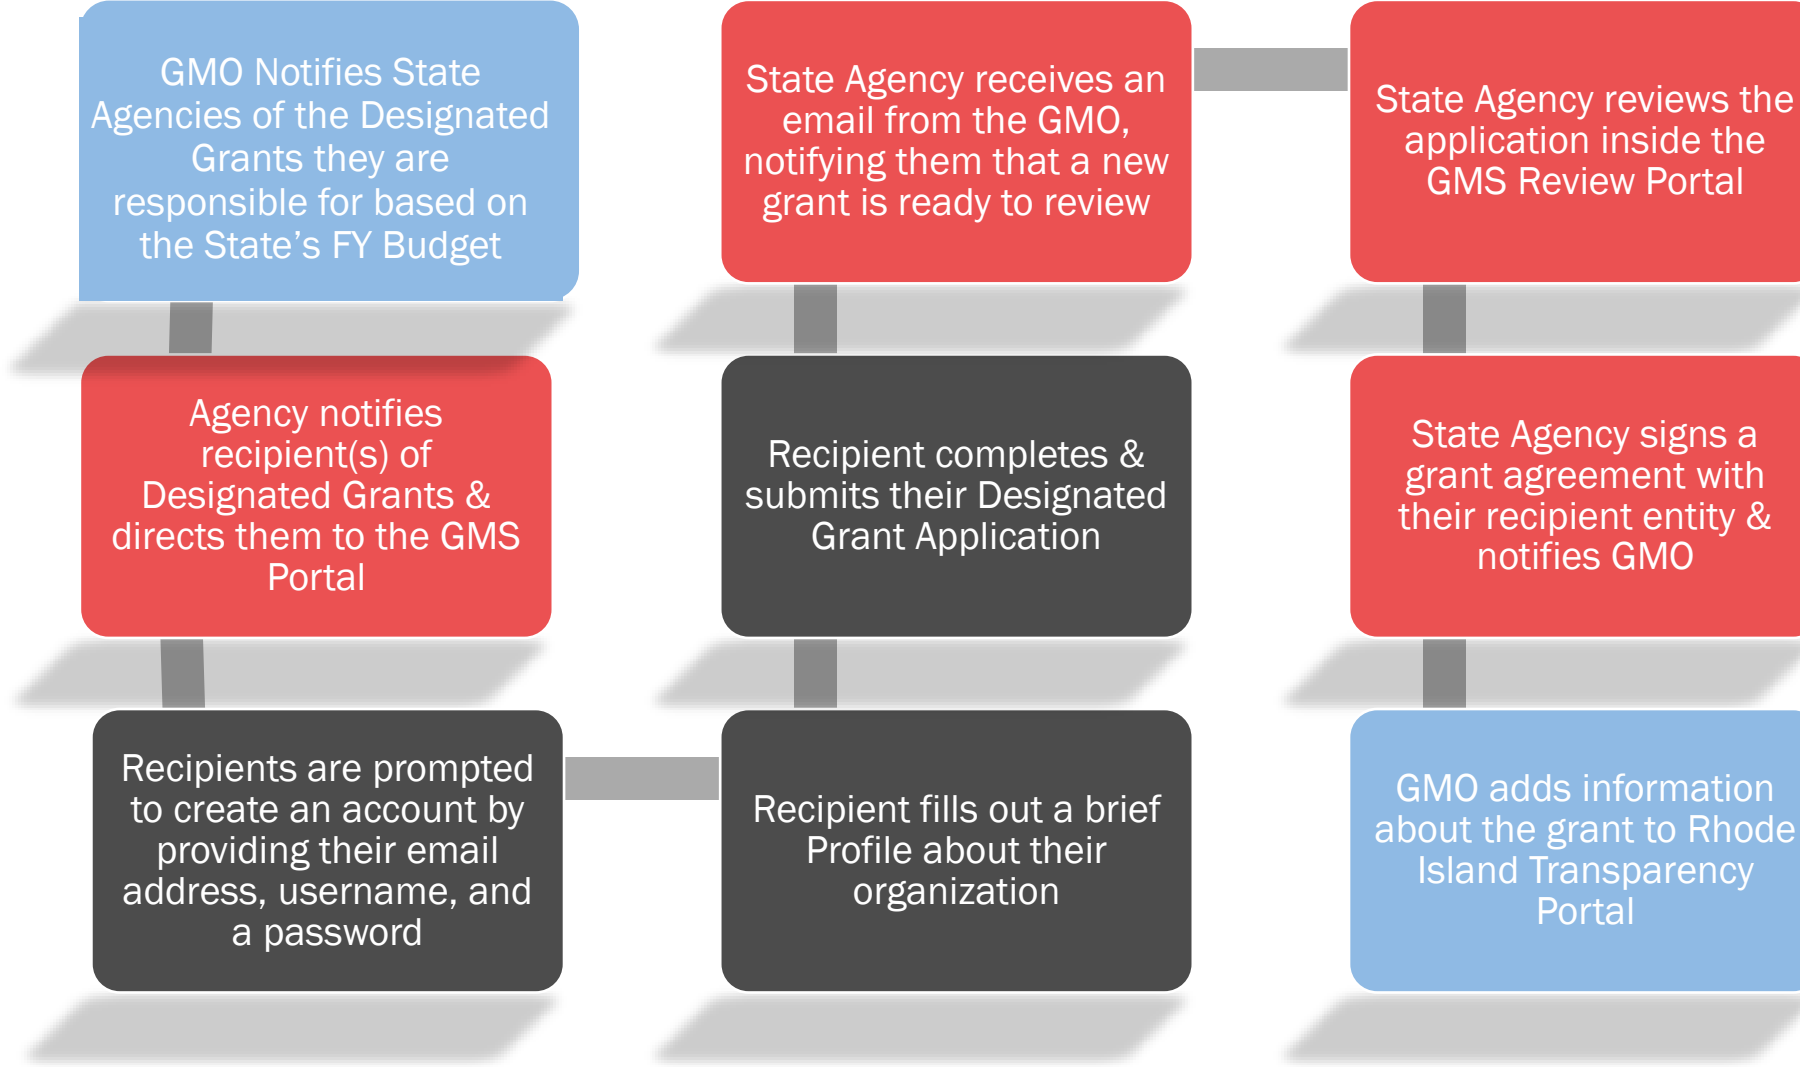 GMO Notifies State
Agencies of the Designated
Grants they are
responsible for based on
the State’s FY Budget
Agency notifies
recipient(s) of
Designated Grants &
directs them to the GMS
Portal
Recipients are prompted
to create an account by
providing their email
address, username, and
a password
Recipient fills out a brief
Profile about their
organization
Recipient completes &
submits their Designated
Grant Application
State Agency receives an
email from the GMO,
notifying them that a new
grant is ready to review
State Agency reviews the
application inside the
GMS Review Portal
State Agency signs a
grant agreement with
their recipient entity &
notifies GMO
GMO adds information
about the grant to Rhode
Island Transparency
Portal